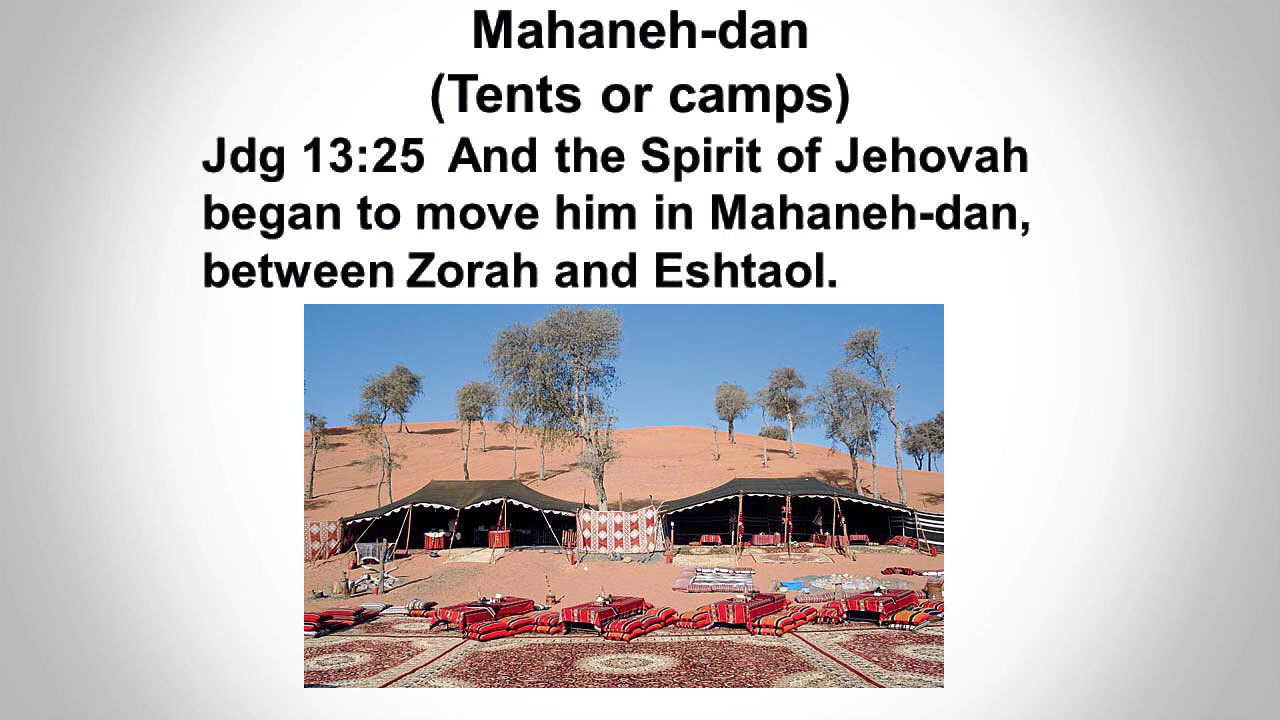 Mahaneh-dan
(Tents or camps)
Jdg 13:25  And the Spirit of Jehovah
began to move him in Mahaneh-dan,
between Zorah and Eshtaol.